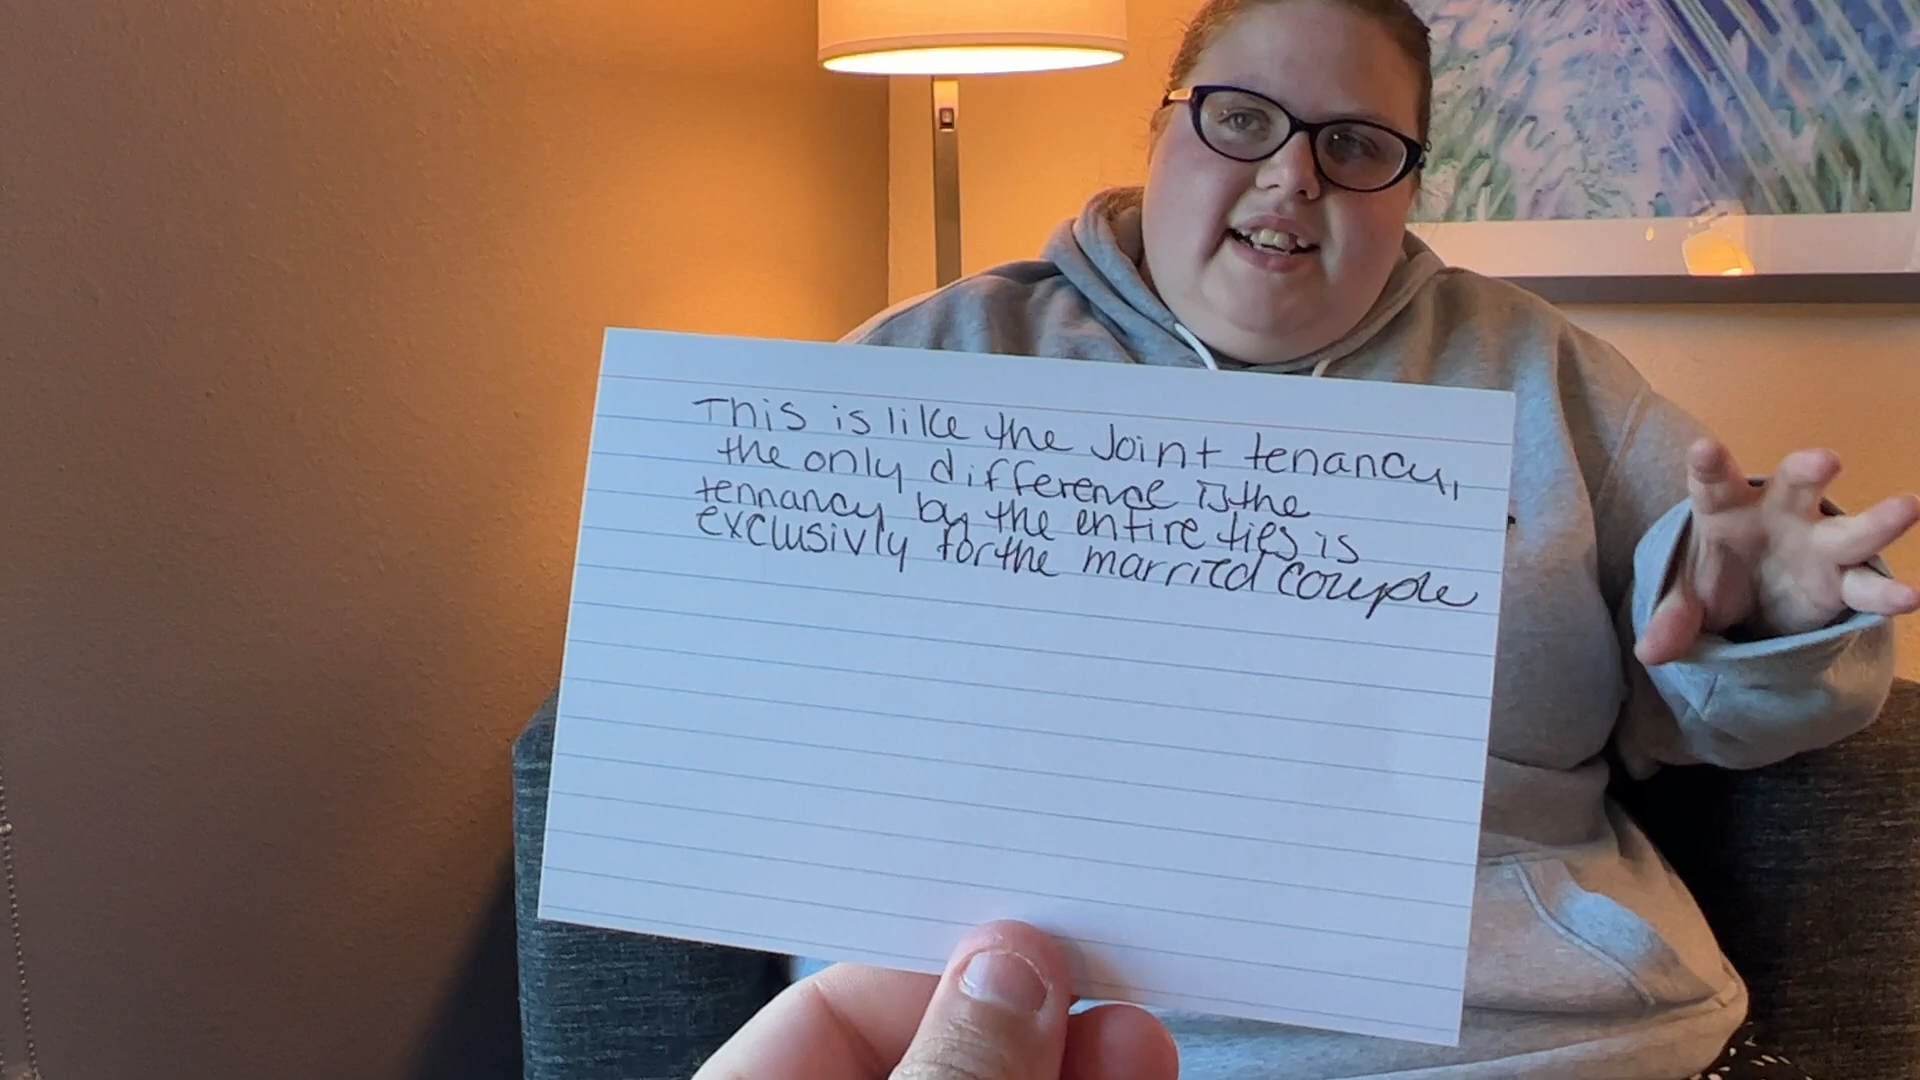 This is like the Joint tenancy,
the only difference is the
tennancy by the entire ties is
exclusivly for the married couple